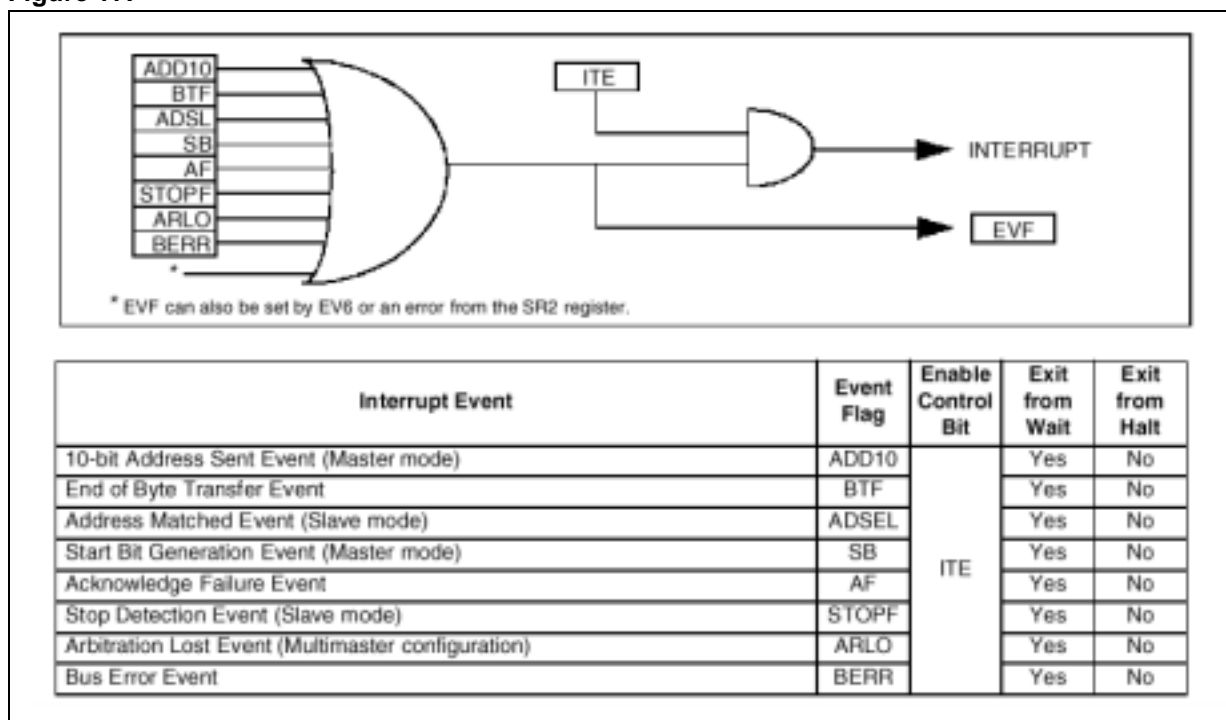 ADD10
BTF
ADSL
SB
AF
STOPF
ARLO
BERR
*
ITE
INTERRUPT
EVF
* EVF can also be set by EV6 or an error from the SR2 register.
Interrupt Event Event Flag Enable Control Bit Exit from Wait Exit from Halt
10-bit Address Sent Event (Master mode) ADD10 Yes No
End of Byte Transfer Event BTF Yes No
Address Matched Event (Slave mode) ADSEL Yes No
Start Bit Generation Event (Master mode) SB ITE Yes No
Acknowledge Failure Event AF Yes No
Stop Detection Event (Slave mode) STOPF Yes No
Arbitration Lost Event (Multimaster configuration) ARLO Yes No
Bus Error Event BERR Yes No